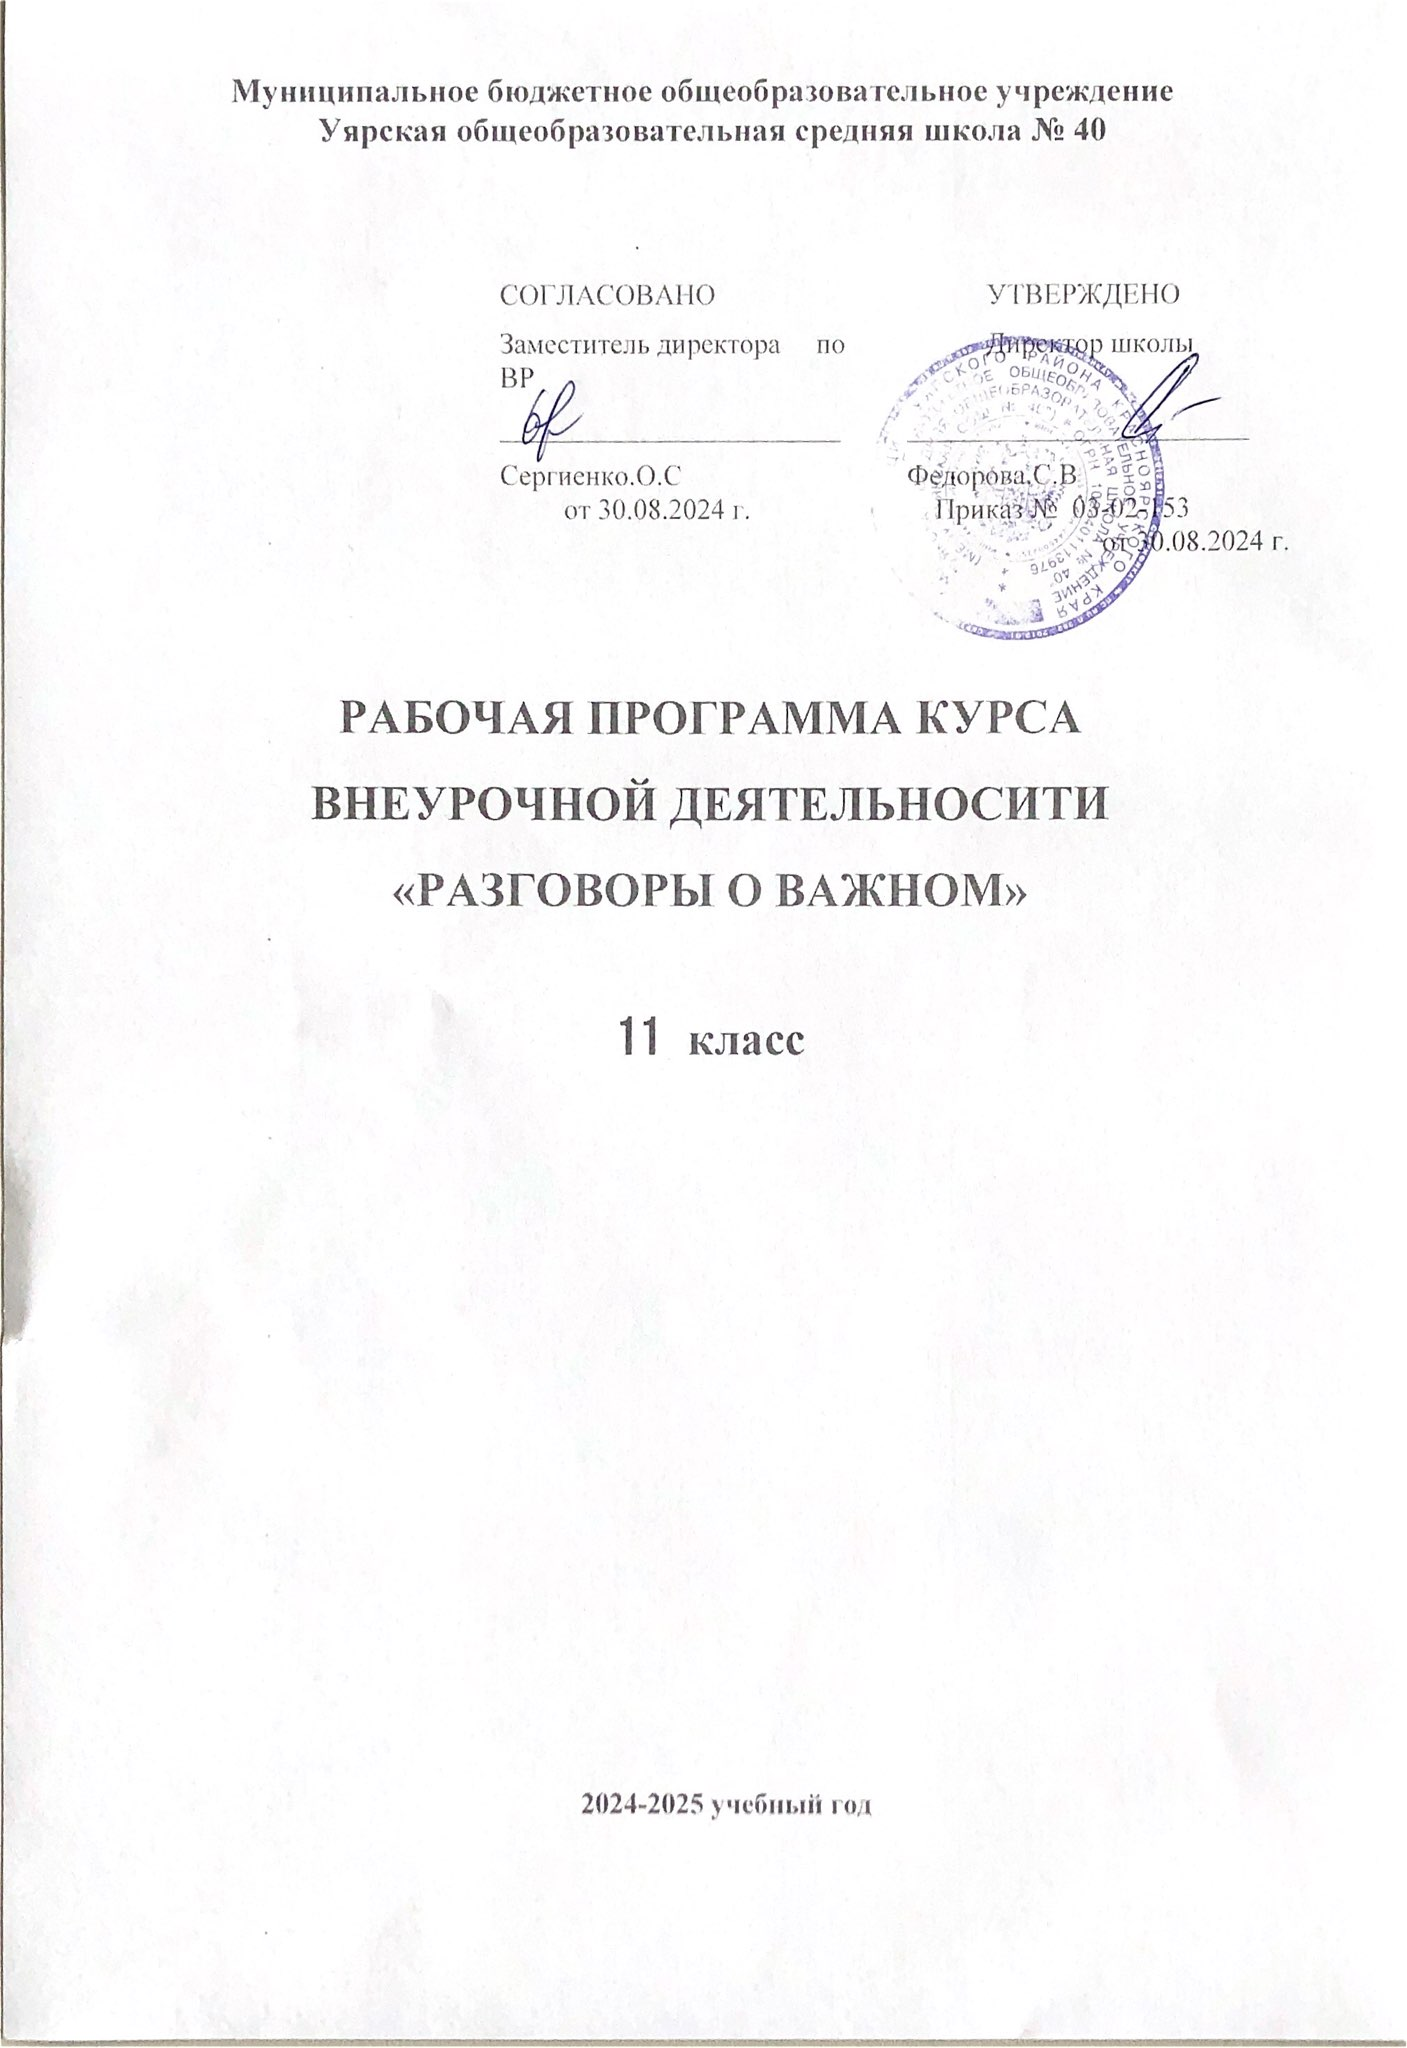 Муниципальное бюджетное общеобразовательное учреждение
Уярская общеобразовательная средняя школа № 40
СОГЛАСОВАНО
Заместитель директора по
ВР
Сергиенко.О.С
от 30.08.2024 г.
УТВЕРЖДЕНО
Директор школы
Федорова.С.В
Приказ № 03-02-153
от 30.08.2024 г.
РАБОЧАЯ ПРОГРАММА КУРСА
ВНЕУРОЧНОЙ ДЕЯТЕЛЬНОСИТИ
«РАЗГОВОРЫ О ВАЖНОМ»
11 класс
2024-2025 учебный год